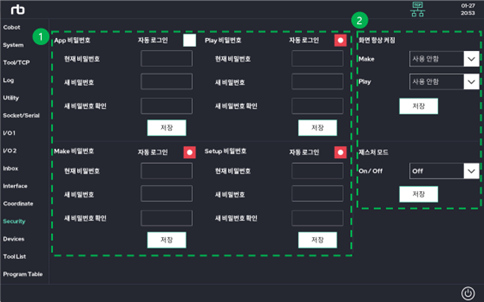 rb
TCP
01-27
20:53
Cobot
System
Tool/TCP
Log
Utility
Socket/Serial
I/O 1
I/O 2
Inbox
Interface
Coordinate
Security
Devices
Tool List
Program Table
1
App 비밀번호 자동 로그인
현재 비밀번호
새 비밀번호
새 비밀번호 확인
저장
Play 비밀번호 자동 로그인
현재 비밀번호
새 비밀번호
새 비밀번호 확인
저장
Make 비밀번호 자동 로그인
현재 비밀번호
새 비밀번호
새 비밀번호 확인
저장
Setup 비밀번호 자동 로그인
현재 비밀번호
새 비밀번호
새 비밀번호 확인
저장
2
화면 항상 켜짐
Make 사용 안함
Play 사용 안함
저장
제스처 모드
On / Off Off
저장